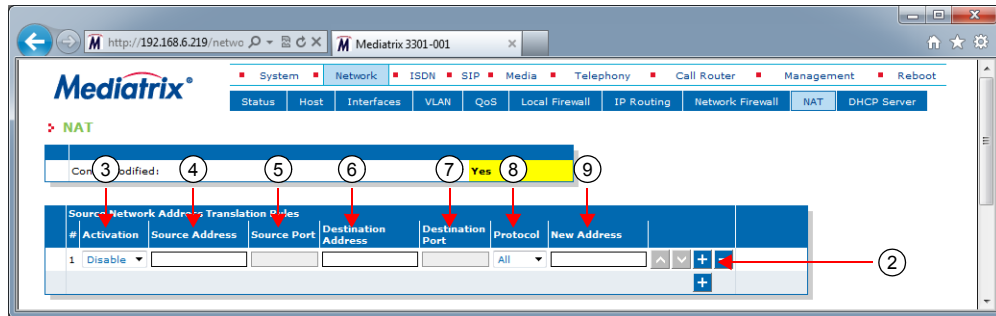 http://192.168.6.219/netwo
Mediatrix 3301-001
Mediatrix®
System Network ISDN SIP Media Telephony Call Router Management Reboot
Status Host Interfaces VLAN QoS Local Firewall IP Routing Network Firewall NAT DHCP Server
NAT
3 4 5 6 7 8 9
Yes
Source Network Address Translation Rules
# Activation Source Address Source Port Destination Address Destination Port Protocol New Address
1 Disable All
2